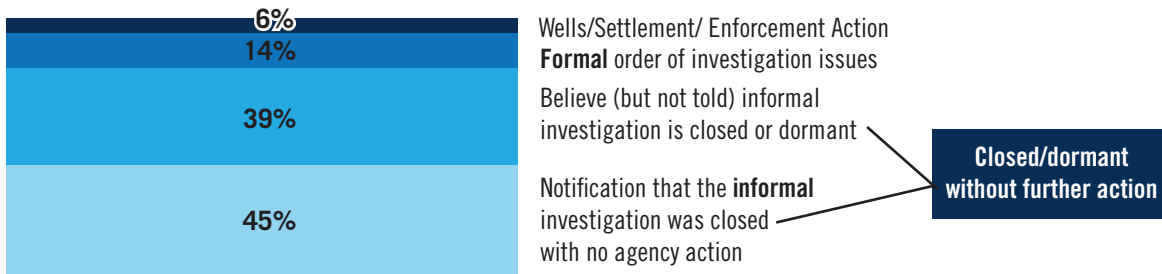 6%
Wells/Settlement/ Enforcement Action
14%
Formal order of investigation issues
39%
Believe (but not told) informal
investigation is closed or dormant
45%
Notification that the informal
investigation was closed
with no agency action
Closed/dormant
without further action